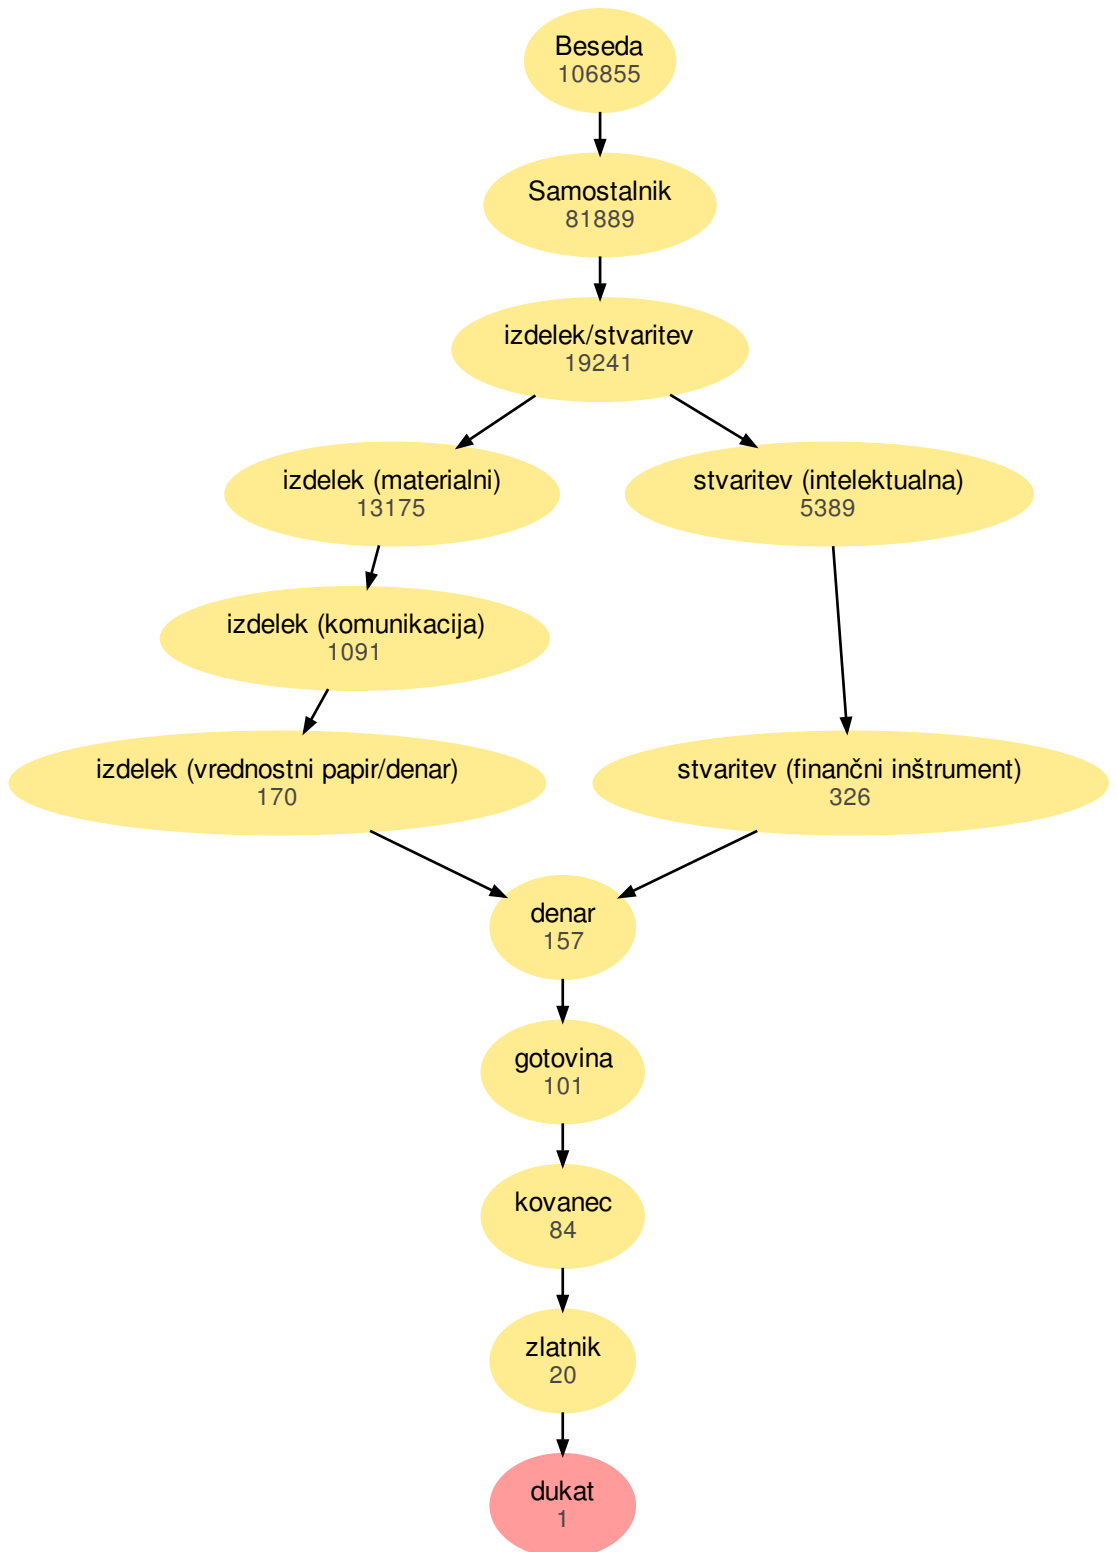 Beseda
106855
Samostalnik
81889
izdelek/stvaritev
19241
izdelek (materialni)
13175
stvaritev (intelektualna)
5389
izdelek (komunikacija)
1091
izdelek (vrednostni papir/denar)
170
stvaritev (finančni inštrument)
326
denar
157
gotovina
101
kovanec
84
zlatnik
20
dukat
1